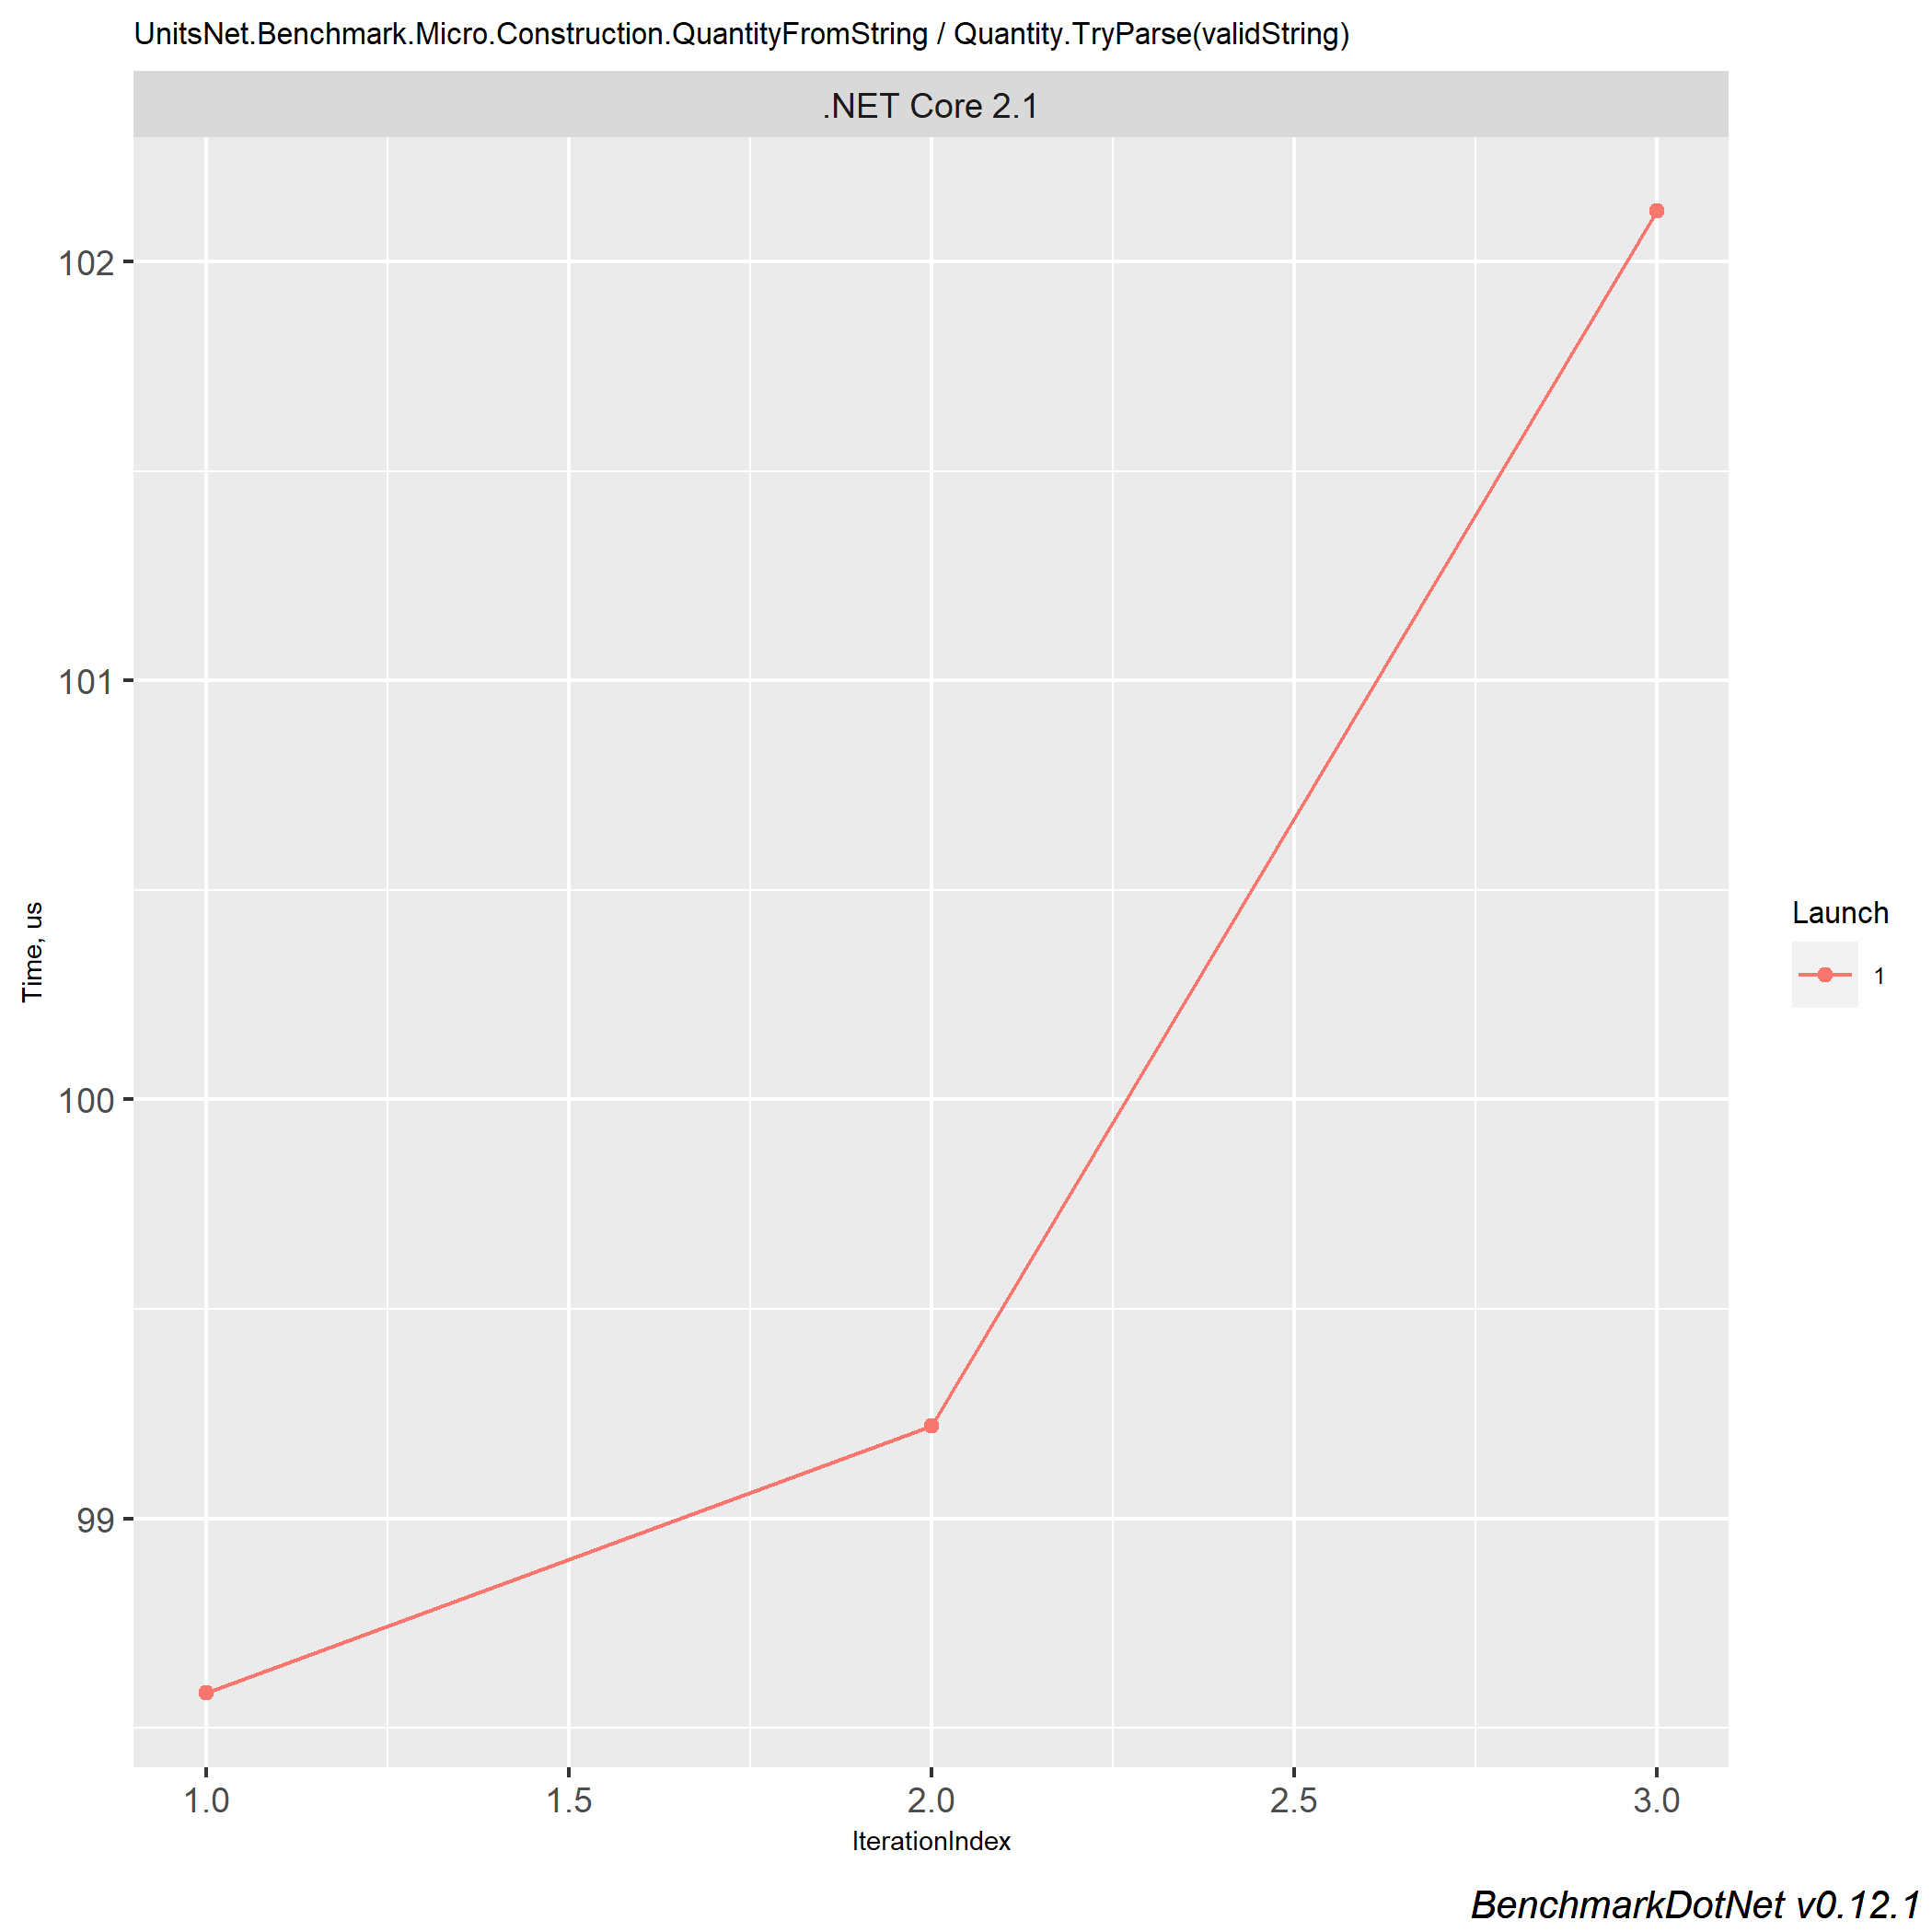 UnitsNet.Benchmark.Micro.Construction.QuantityFromString / Quantity.TryParse(validString)
.NET Core 2.1
102
101
100
99
Time, us
1.0 1.5 2.0 2.5 3.0
IterationIndex
Launch
1
BenchmarkDotNet v0.12.1